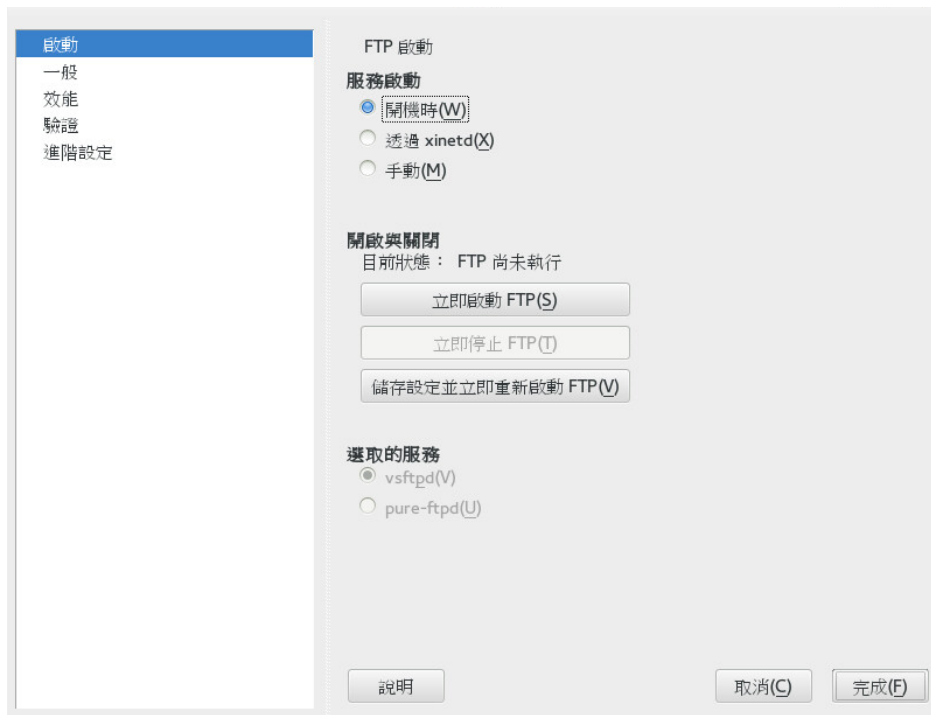 啟動
一般
效能
驗證
進階設定
FTP 啟動
服務啟動
開機時(W)
透過 xinetd(X)
手動(M)
開啟與關閉
目前狀態： FTP 尚未執行
立即啟動 FTP(S)
立即停止 FTP(T)
儲存設定並立即重新啟動 FTP(V)
選取的服務
vsftpd(V)
pure-ftpd(U)
說明
取消(C)
完成(F)